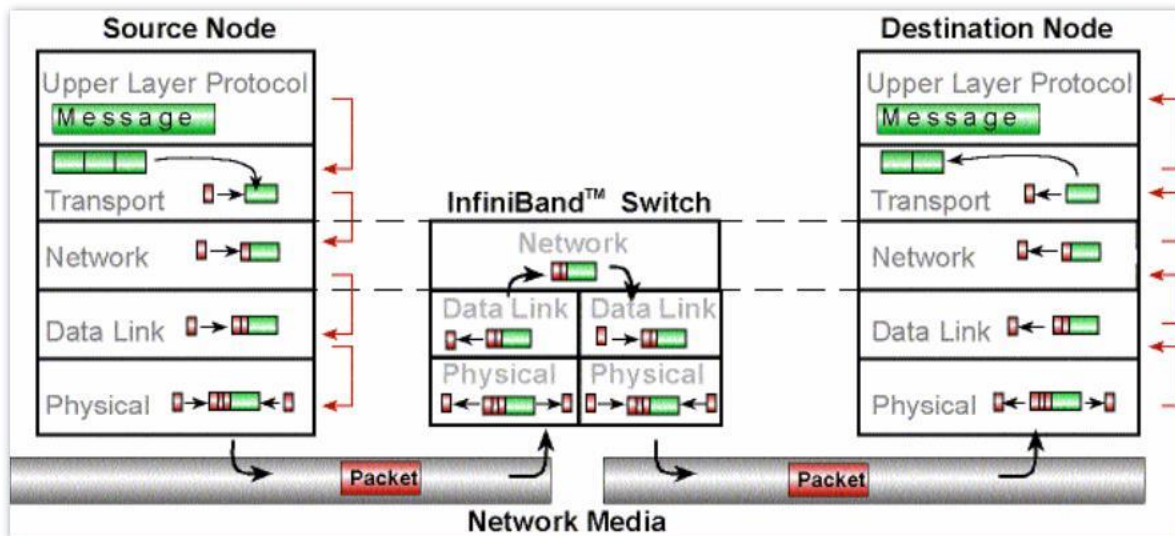 Source Node
Upper Layer Protocol
Message
Transport
Network
Data Link
Physical
InfiniBand™ Switch
Network
Data Link Data Link
Physical Physical
Destination Node
Upper Layer Protocol
Message
Transport
Network
Data Link
Physical
Packet
Packet
Network Media